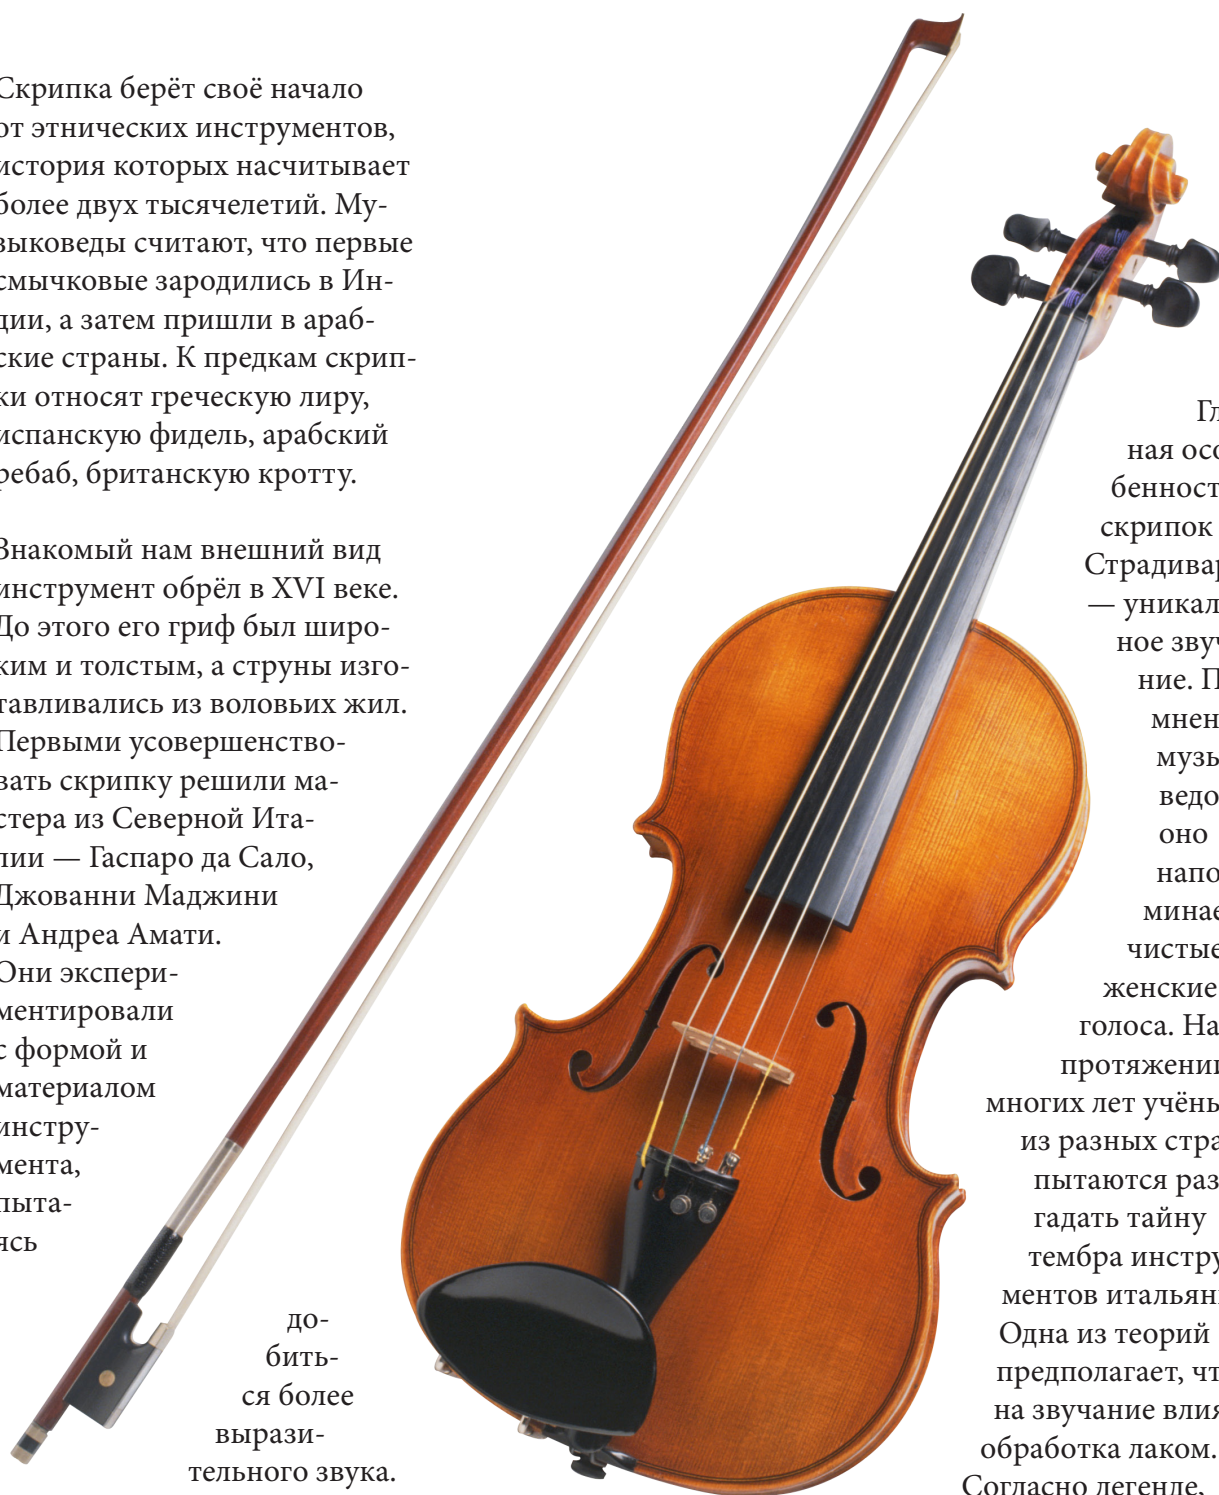 Скрипка берёт своё начало
от этнических инструментов,
история которых насчитывает
более двух тысячелетий. Му-
зыковеды считают, что первые
смычковые зародились в Ин-
дии, а затем пришли в араб-
ские страны. К предкам скрип-
ки относят греческую лиру,
испанскую фидель, арабский
ребаб, британскую кротту.
Знакомый нам внешний вид
инструмент обрёл в XVI веке.
До этого его гриф был широ-
ким и толстым, а струны изго-
тавливались из воловьих жил.
Первыми усовершенство-
вать скрипку решили ма-
стера из Северной Ита-
лии — Гаспаро да Сало,
Джованни Маджини
и Андреа Амати.
Они экспери-
ментировали
с формой и
материалом
инстру-
мента,
пыта-
ясь
до-
бить-
ся более
вырази-
тельного звука.
Гл
ная осо
бенност
скрипок
Страдивар
— уникал
ное звуч
ние. П
мнен
музы
ведо
оно
напо
минае
чистые
женские
голоса. На
протяжении
многих лет учёны
из разных стра
пытаются раз
гадать тайну
тембра инстру
ментов итальян
Одна из теорий
предполагает, чт
на звучание влия
обработка лаком.
Согласно легенде,